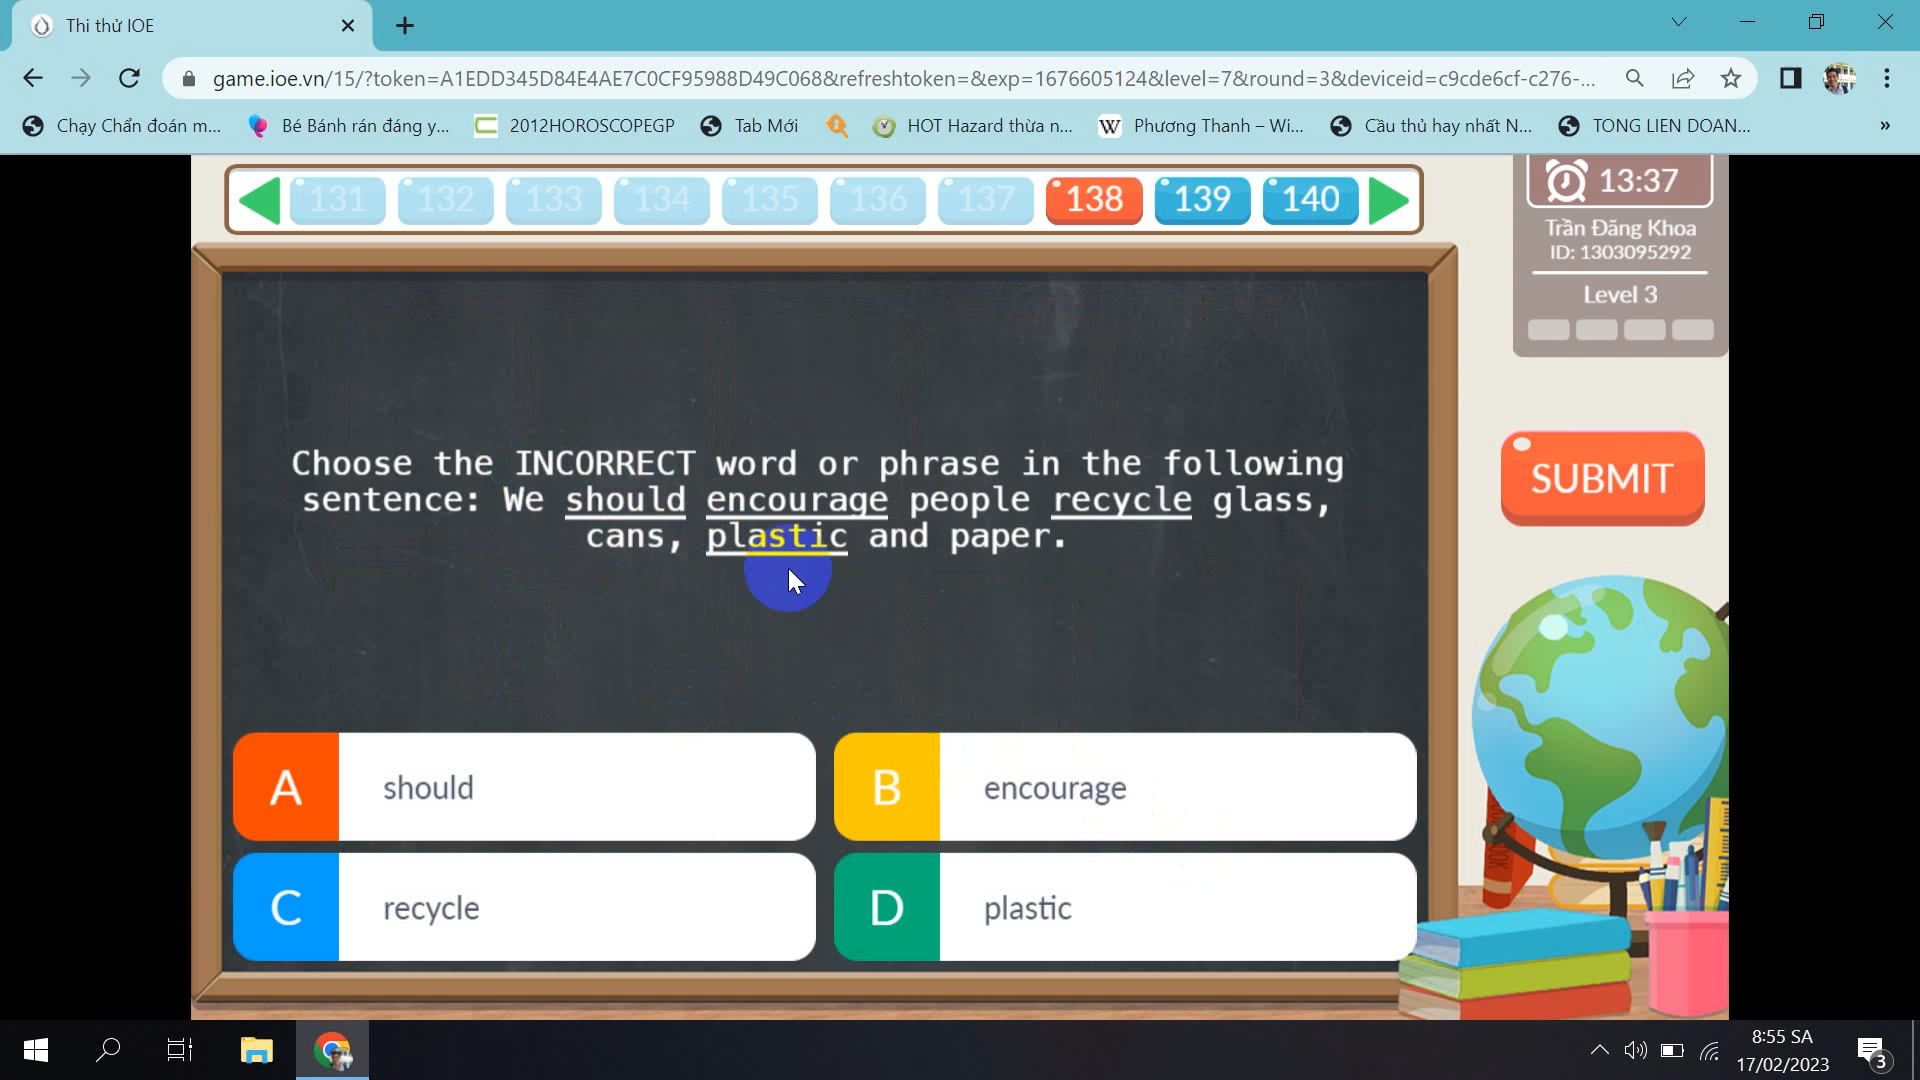 Thi thử IOE
game.ioe.vn/15/?token=A1EDD345D84E4AE7C0CF95988D49C068&refreshtoken=&exp=1676605124&level=7&round=3&deviceid=c9cde6cf-c276-...
Chạy Chẩn đoán m... Bé Bánh rán đáng y... 2012HOROSCOPEGP Tab Mới HOT Hazard thừa n... W Phương Thanh – Wi... Cầu thủ hay nhất N... TONG LIEN DOAN... »
131 132 133 134 135 136 137 138 139 140
13:37
Trần Đăng Khoa
ID: 1303095292
Level 3
Choose the INCORRECT word or phrase in the following
sentence: We should encourage people recycle glass,
cans, plastic and paper.
SUBMIT
A should
B encourage
C recycle
D plastic
8:55 SA
17/02/2023
3